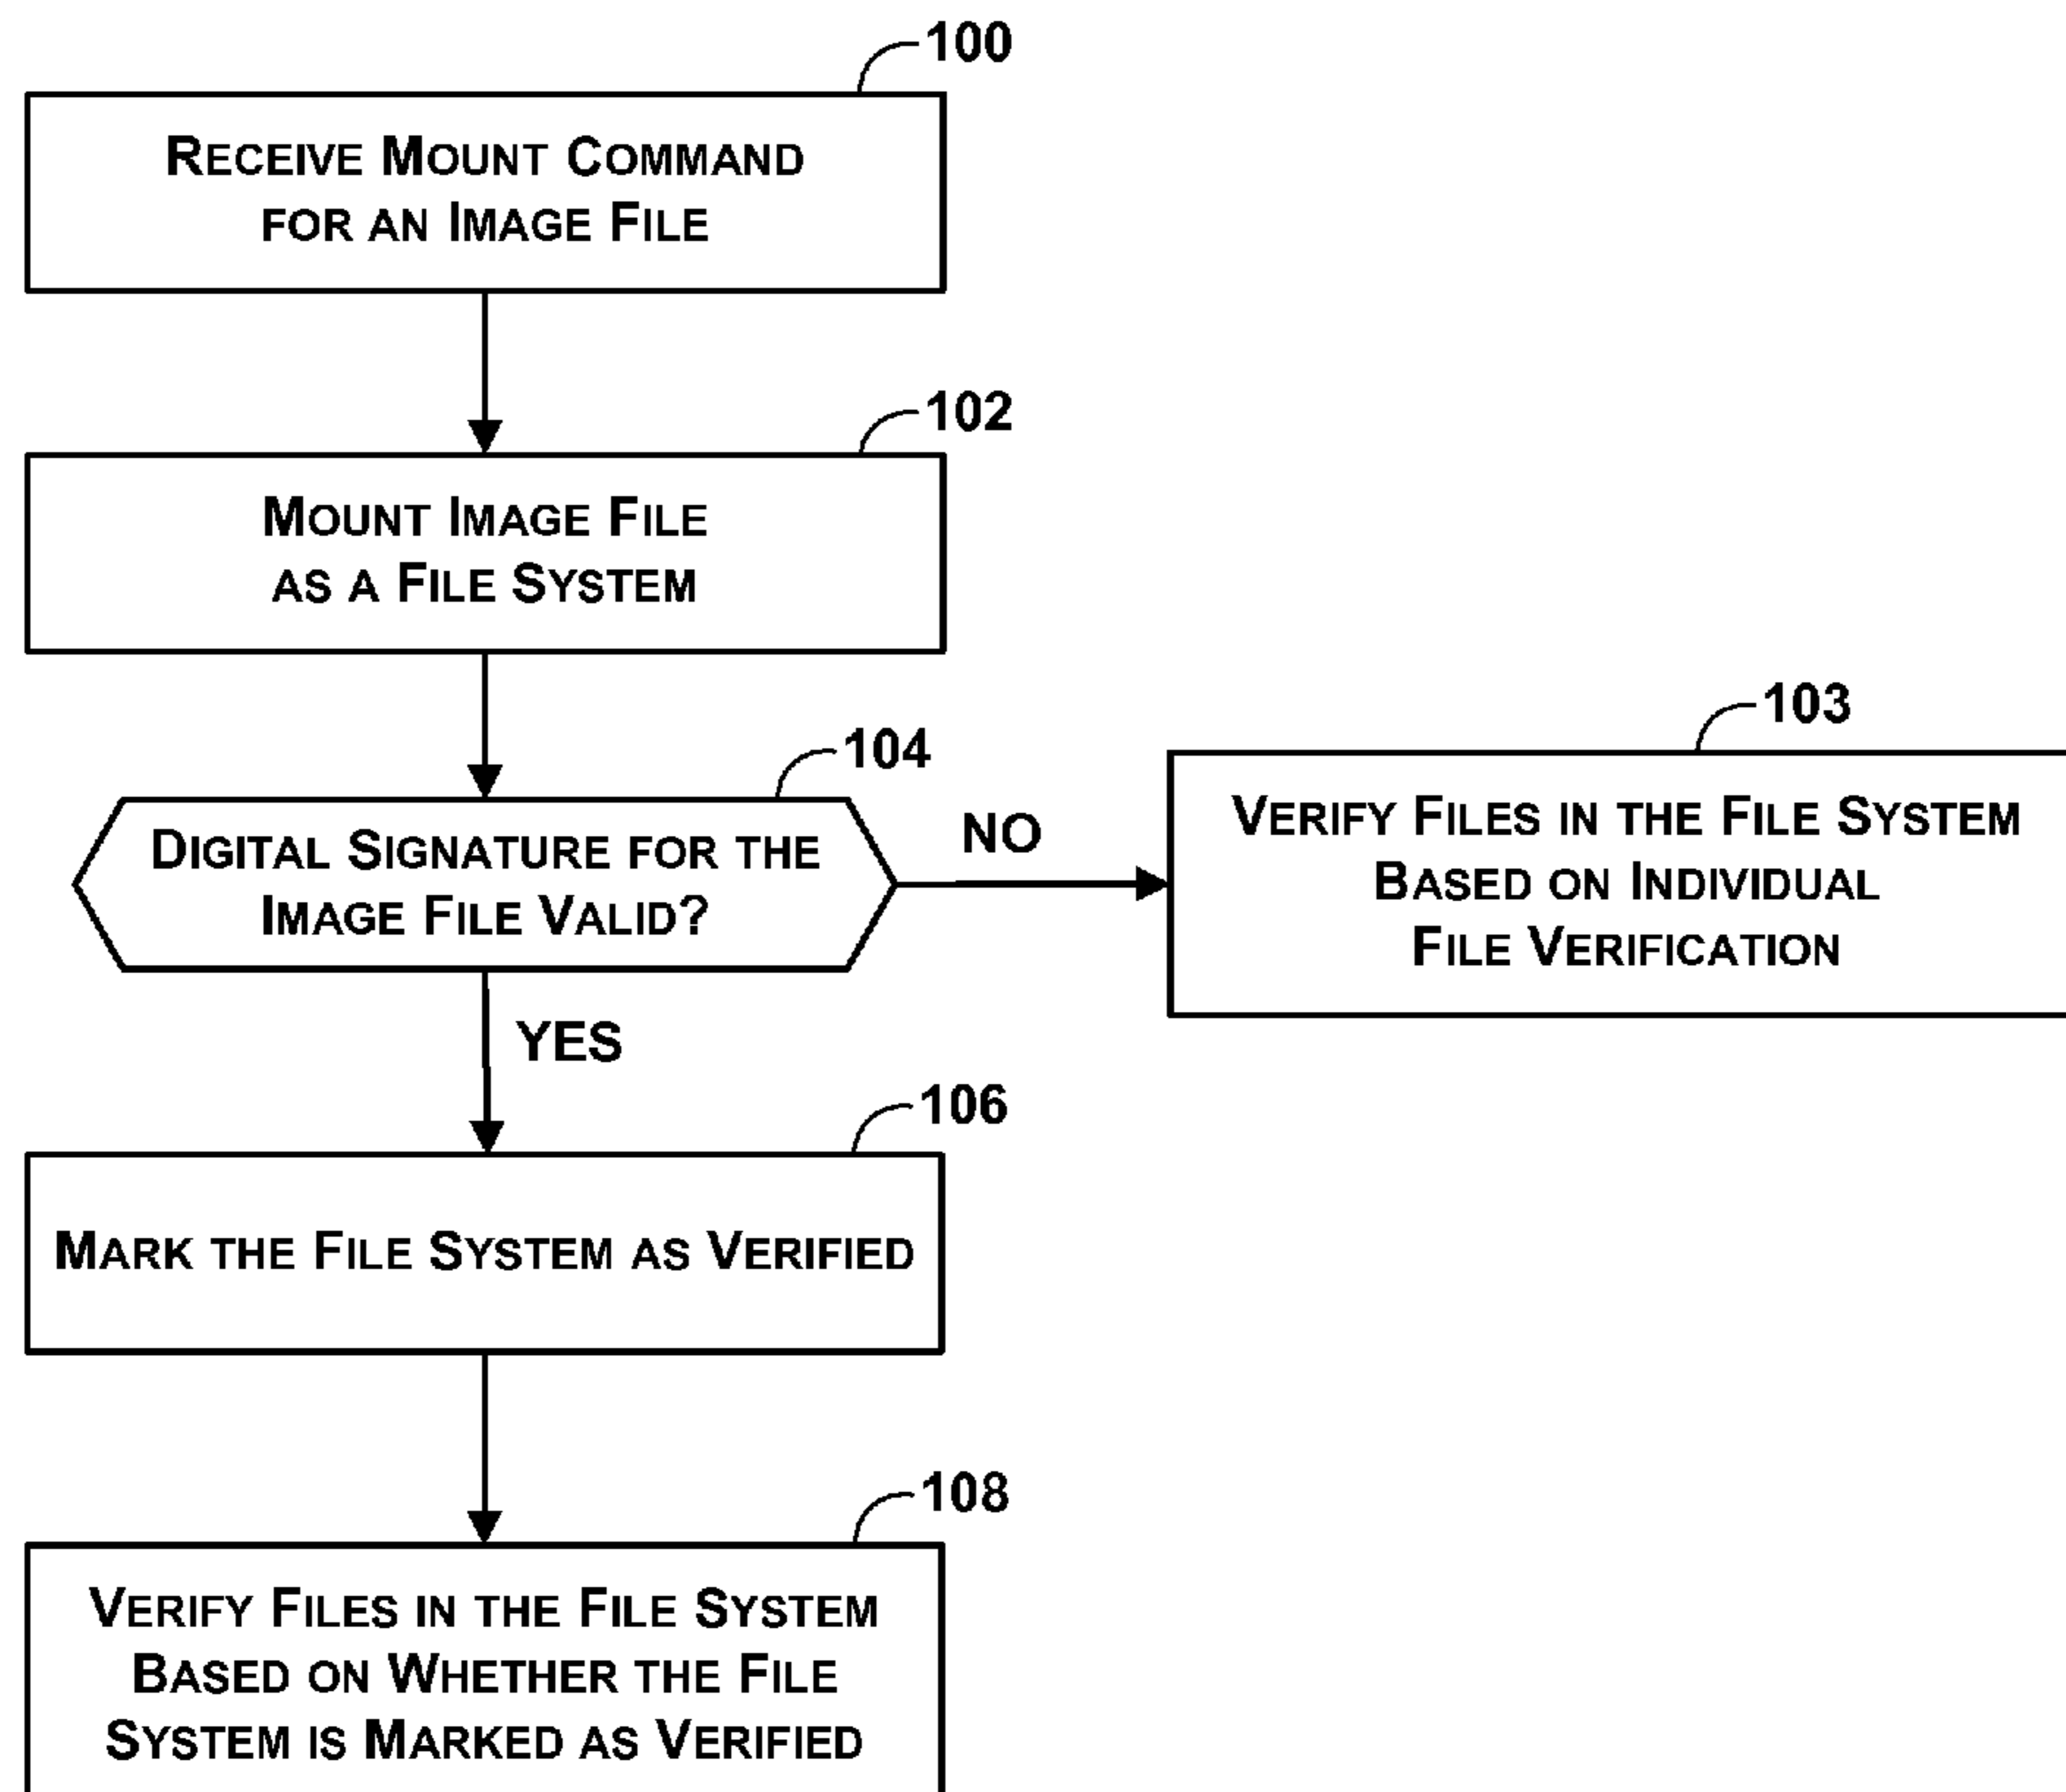 100
RECEIVE MOUNT COMMAND
FOR AN IMAGE FILE
102
MOUNT IMAGE FILE
AS A FILE SYSTEM
104
DIGITAL SIGNATURE FOR THE
IMAGE FILE VALID?
NO
103
VERIFY FILES IN THE FILE SYSTEM
BASED ON INDIVIDUAL
FILE VERIFICATION
YES
106
MARK THE FILE SYSTEM AS VERIFIED
108
VERIFY FILES IN THE FILE SYSTEM
BASED ON WHETHER THE FILE
SYSTEM IS MARKED AS VERIFIED